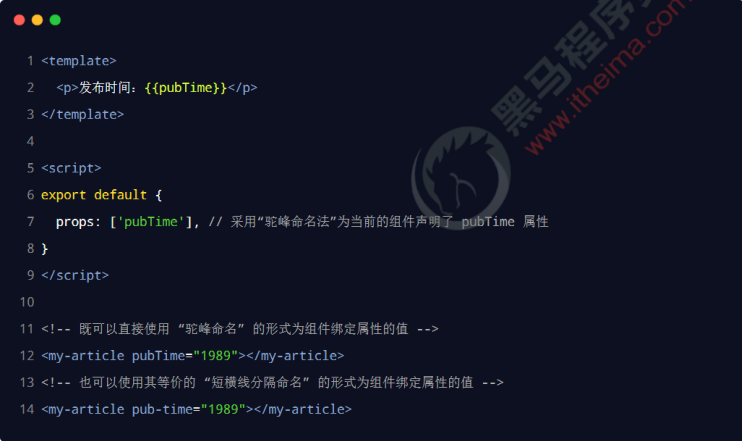 1 <template>
2   <p>发布时间：{{pubTime}}</p>
3 </template>
4
5 <script>
6 export default {
7   props: ['pubTime'], // 采用“驼峰命名法”为当前的组件声明了 pubTime 属性
8 }
9 </script>
10
11 <!-- 既可以直接使用 “驼峰命名” 的形式为组件绑定属性的值 -->
12 <my-article pubTime="1989"></my-article>
13 <!-- 也可以使用其等价的 “短横线分隔命名” 的形式为组件绑定属性的值 -->
14 <my-article pub-time="1989"></my-article>
黑马程序
www.itheima.com